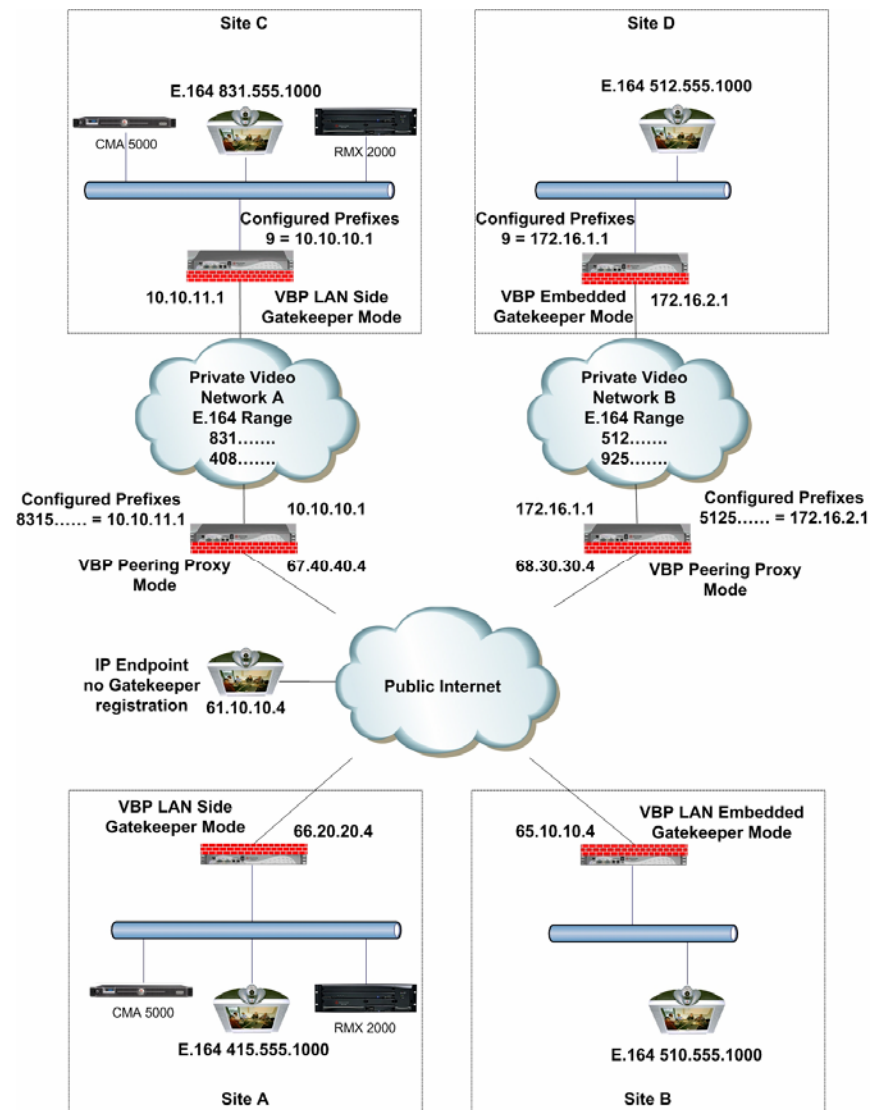 Site C
E.164 831.555.1000
CMA 5000
RMX 2000
Configured Prefixes
9 = 10.10.10.1
10.10.11.1
VBP LAN Side
Gatekeeper Mode
Site D
E.164 512.555.1000
Configured Prefixes
9 = 172.16.1.1
VBP Embedded
Gatekeeper Mode
172.16.2.1
Private Video
Network A
E.164 Range
831.......
408.......
Private Video
Network B
E.164 Range
512.......
925.......
Configured Prefixes
8315...... = 10.10.11.1
10.10.10.1
VBP Peering Proxy
Mode
67.40.40.4
172.16.1.1
Configured Prefixes
5125...... = 172.16.2.1
68.30.30.4
VBP Peering Proxy
Mode
IP Endpoint
no Gatekeeper
registration
61.10.10.4
Public Internet
VBP LAN Side
Gatekeeper Mode
66.20.20.4
CMA 5000
RMX 2000
E.164 415.555.1000
Site A
65.10.10.4
VBP LAN Embedded
Gatekeeper Mode
E.164 510.555.1000
Site B